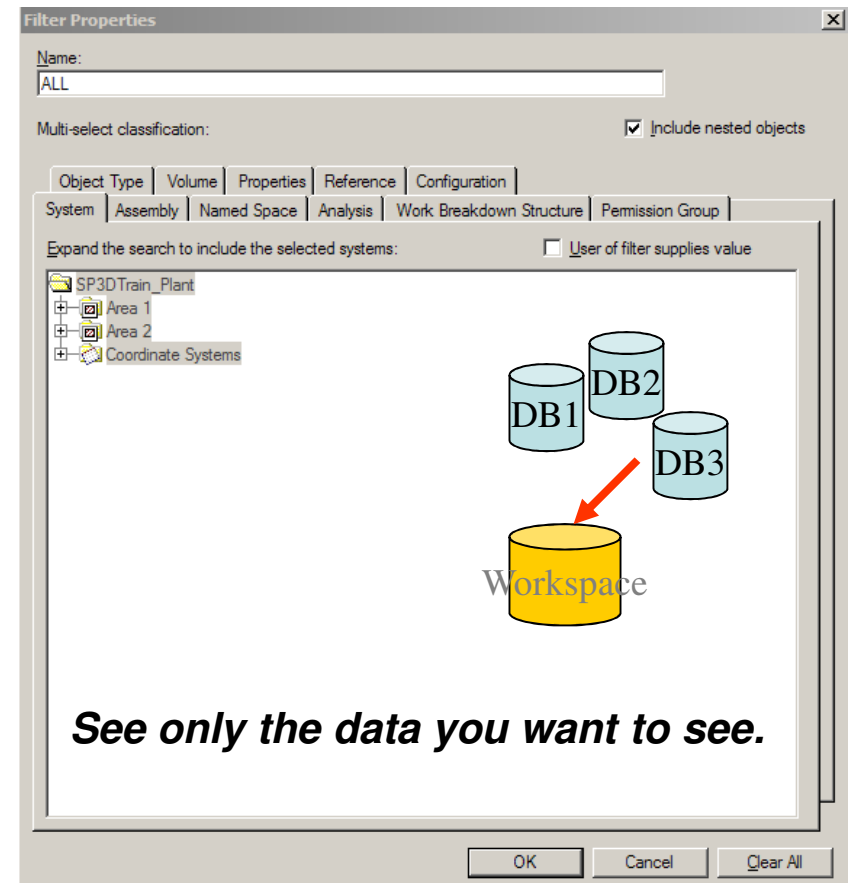 Filter Properties
Name:
ALL
Multi-select classification:
Include nested objects
Object Type Volume Properties Reference Configuration
System Assembly Named Space Analysis Work Breakdown Structure Permission Group
Expand the search to include the selected systems:
User of filter supplies value
SP3DTrain_Plant
Area 1
Area 2
Coordinate Systems
DB1
DB2
DB3
Workspace
See only the data you want to see.
OK Cancel Clear All